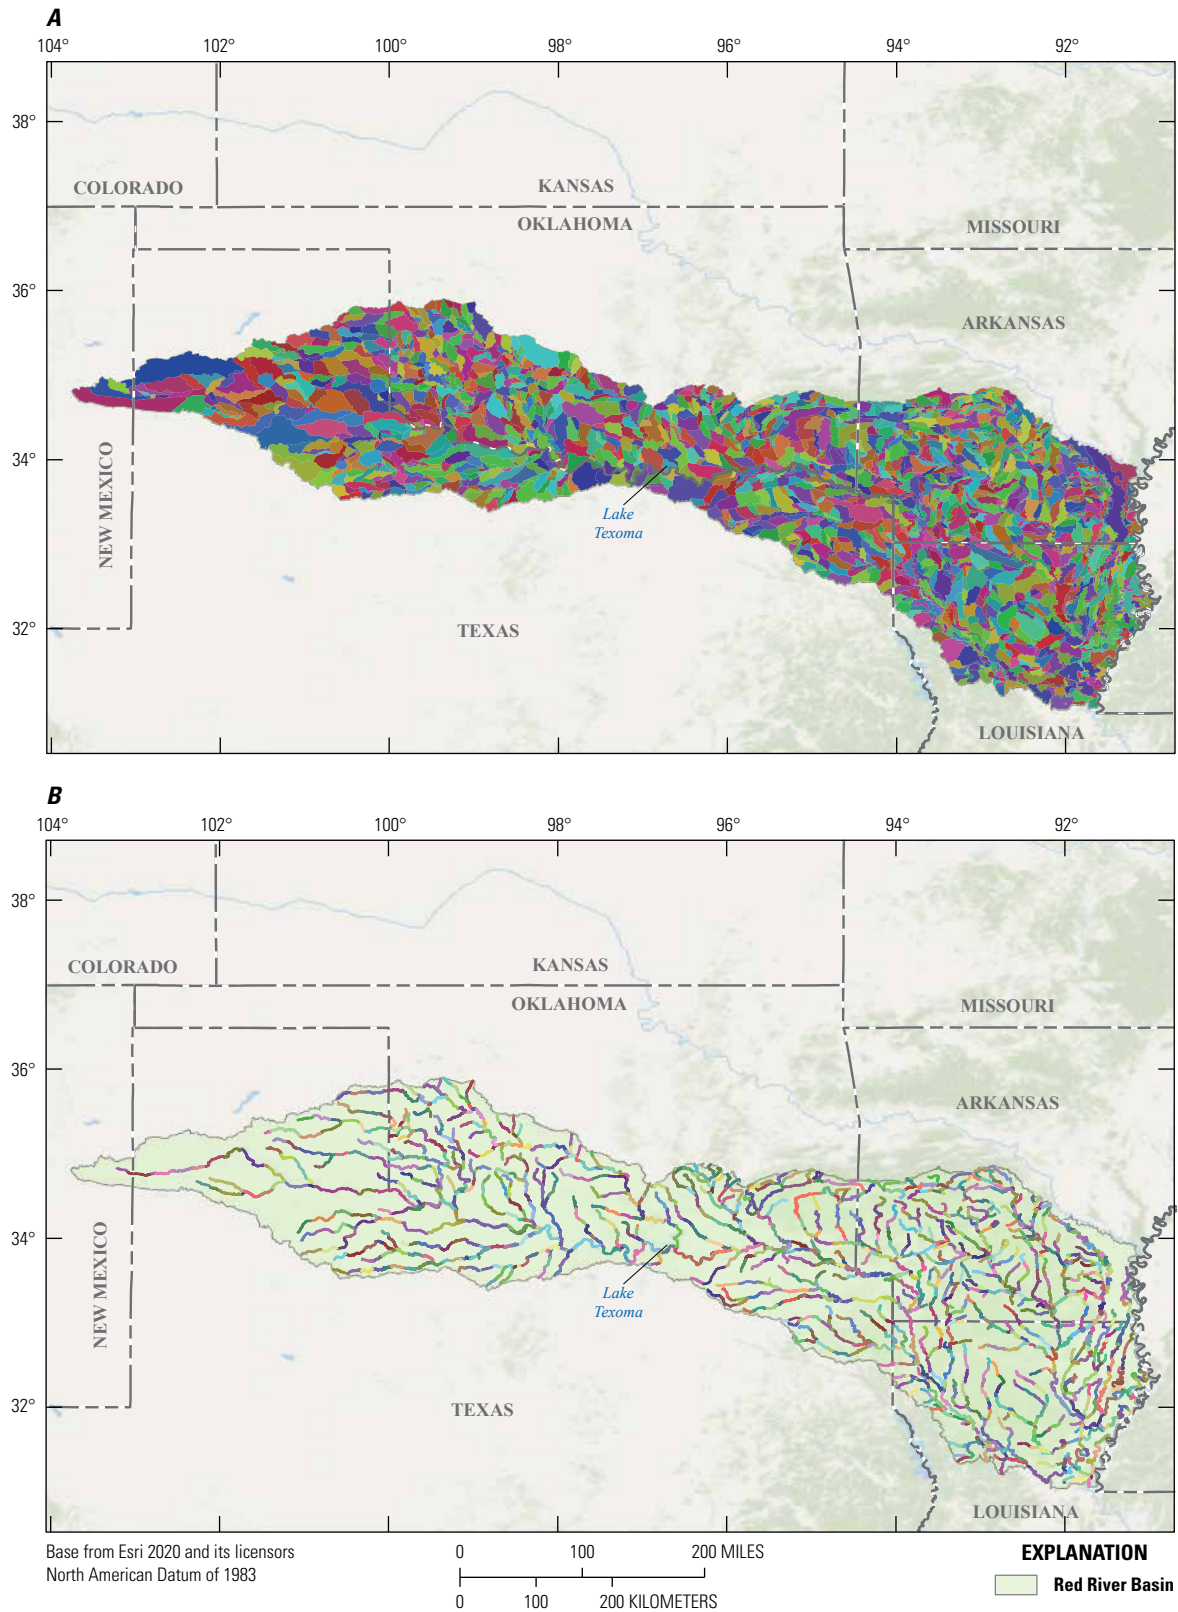 A
104° 102° 100° 98° 96° 94° 92°
38°
COLORADO
KANSAS
OKLAHOMA
MISSOURI
36°
ARKANSAS
34°
NEW MEXICO
Lake
Texoma
32°
TEXAS
LOUISIANA
B
104° 102° 100° 98° 96° 94° 92°
38°
COLORADO
KANSAS
OKLAHOMA
MISSOURI
36°
ARKANSAS
34°
NEW MEXICO
Lake
Texoma
32°
TEXAS
LOUISIANA
Base from Esri 2020 and its licensors
North American Datum of 1983
0 100 200 MILES
0 100 200 KILOMETERS
EXPLANATION
Red River Basin